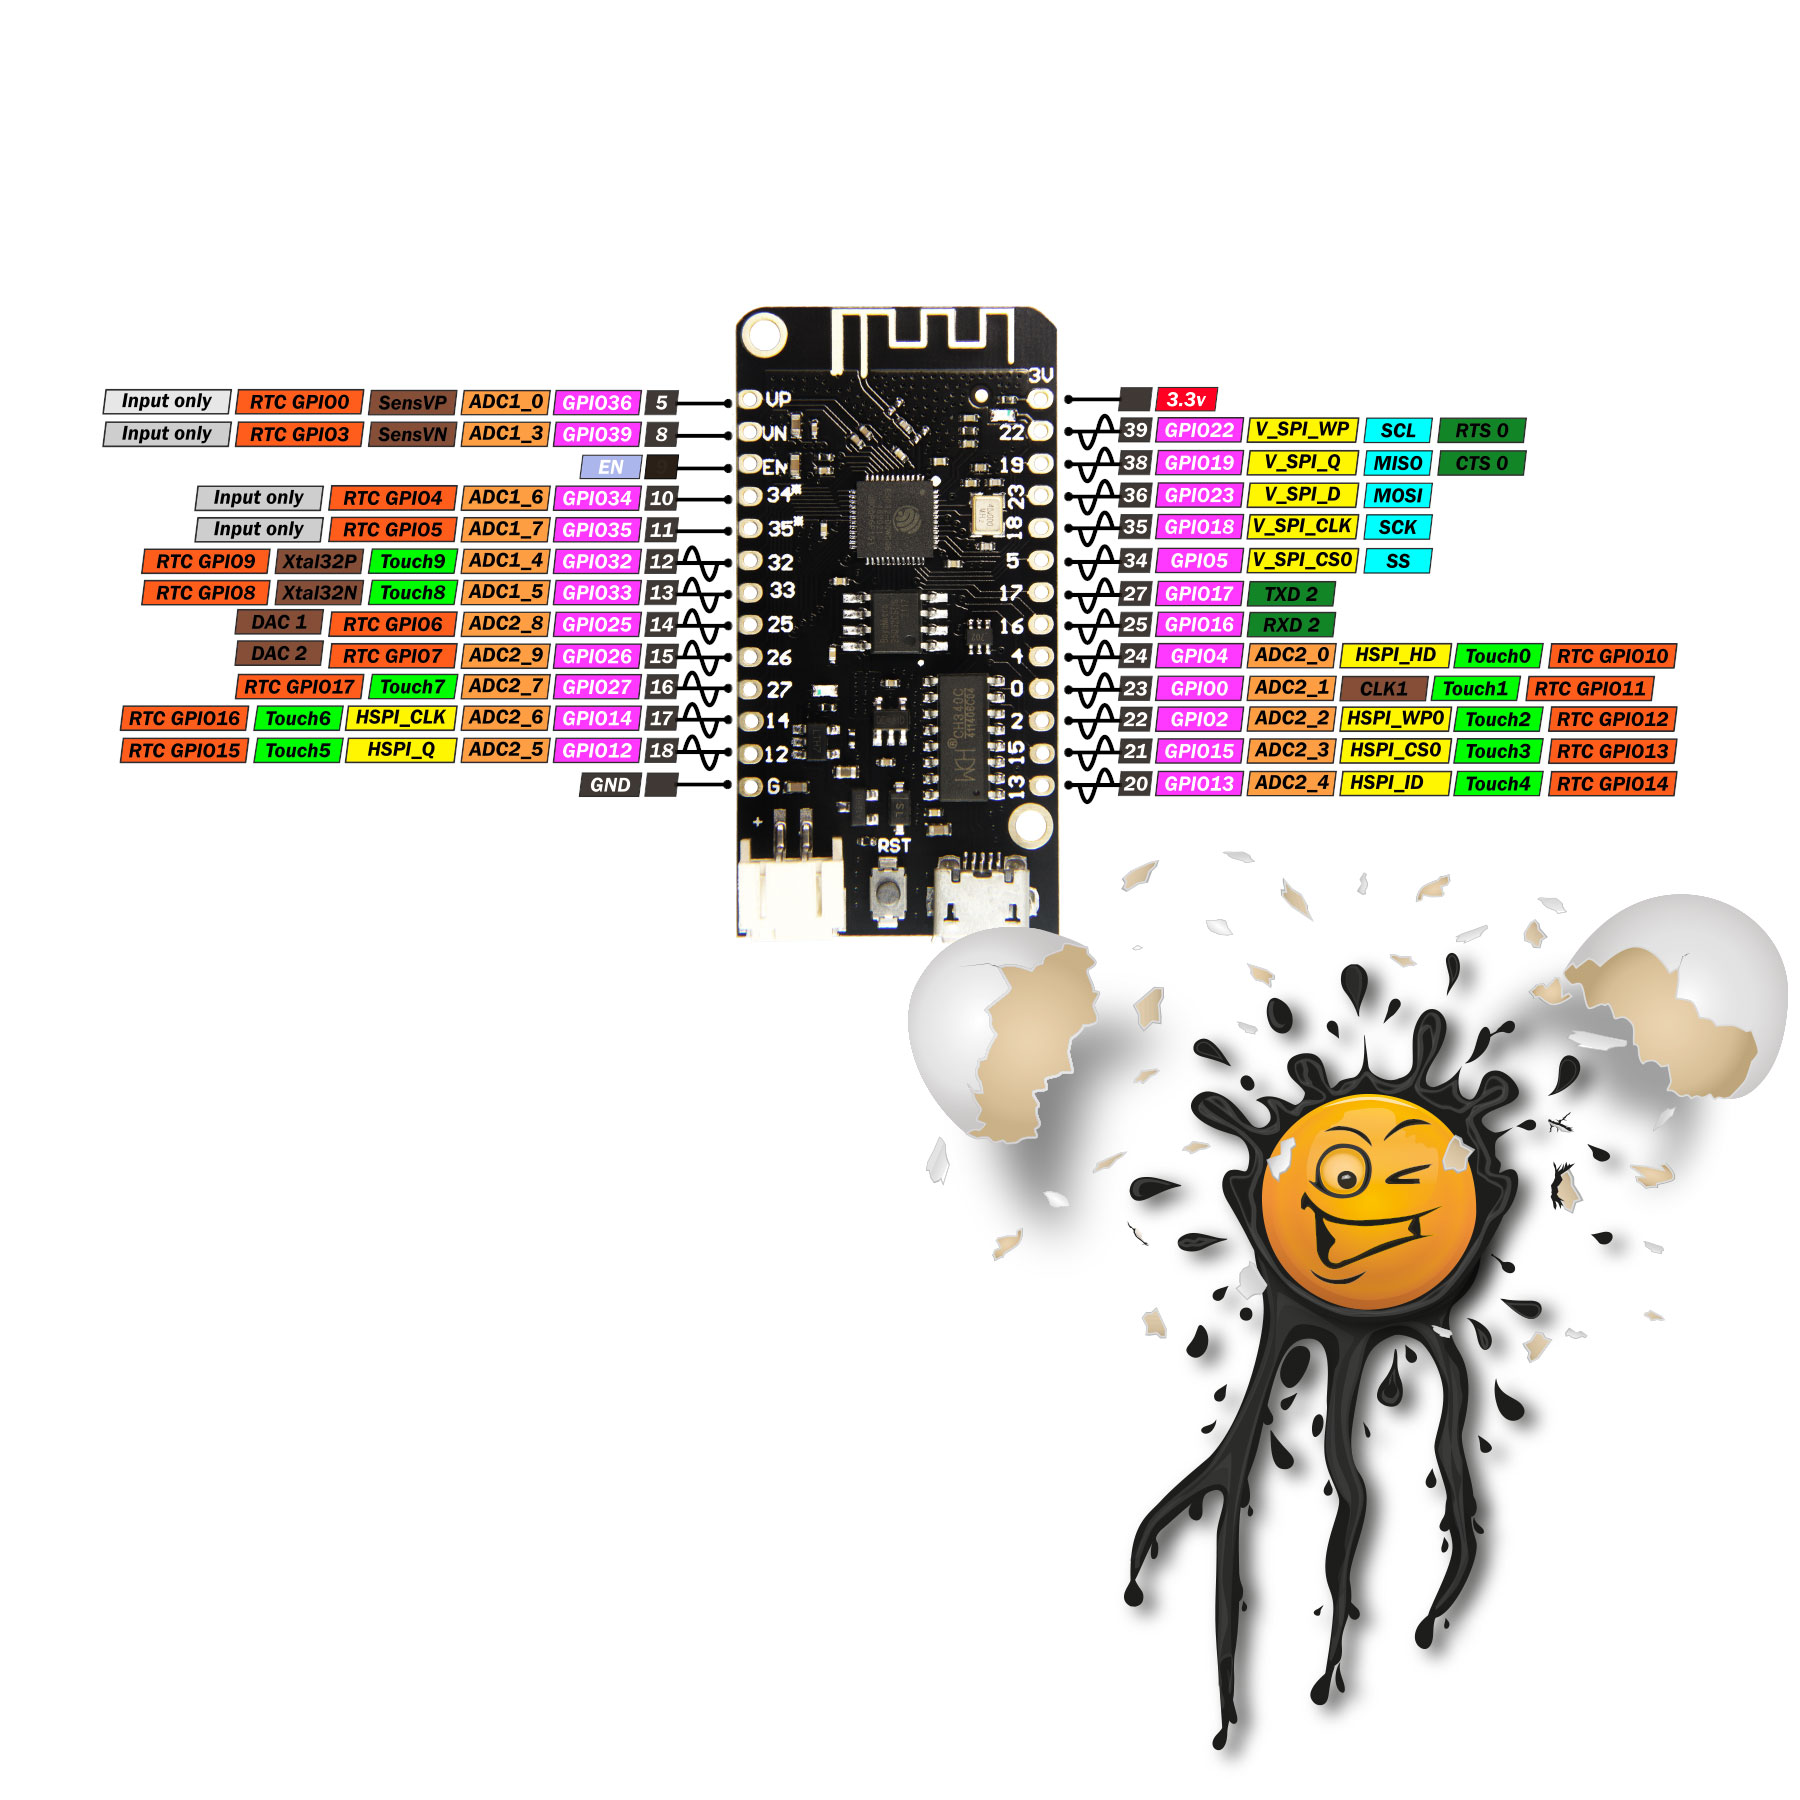 3V
Input only RTC GPIO0 SensVP ADC1_0 GPIO36 5 VP 3.3v
Input only RTC GPIO3 SensVN ADC1_3 GPIO39 8 VN 22 39 GPIO22 V_SPI_WP SCL RTS 0
EN 9 EN 19 38 GPIO19 V_SPI_Q MISO CTS 0
Input only RTC GPIO4 ADC1_6 GPIO34 10 34* 23 36 GPIO23 V_SPI_D MOSI
Input only RTC GPIO5 ADC1_7 GPIO35 11 35* 18 35 GPIO18 V_SPI_CLK SCK
RTC GPIO9 Xtal32P Touch9 ADC1_4 GPIO32 12 32 5 34 GPIO5 V_SPI_CS0 SS
RTC GPIO8 Xtal32N Touch8 ADC1_5 GPIO33 13 33 17 27 GPIO17 TXD 2
DAC 1 RTC GPIO6 ADC2_8 GPIO25 14 25 16 25 GPIO16 RXD 2
DAC 2 RTC GPIO7 ADC2_9 GPIO26 15 26 4 24 GPIO4 ADC2_0 HSPI_HD Touch0 RTC GPIO10
RTC GPIO17 Touch7 ADC2_7 GPIO27 16 27 0 23 GPIO0 ADC2_1 CLK1 Touch1 RTC GPIO11
RTC GPIO16 Touch6 HSPI_CLK ADC2_6 GPIO14 17 14 2 22 GPIO2 ADC2_2 HSPI_WP0 Touch2 RTC GPIO12
RTC GPIO15 Touch5 HSPI_Q ADC2_5 GPIO12 18 12 15 21 GPIO15 ADC2_3 HSPI_CS0 Touch3 RTC GPIO13
GND G 13 20 GPIO13 ADC2_4 HSPI_ID Touch4 RTC GPIO14
WCH® CH340C
+
RST